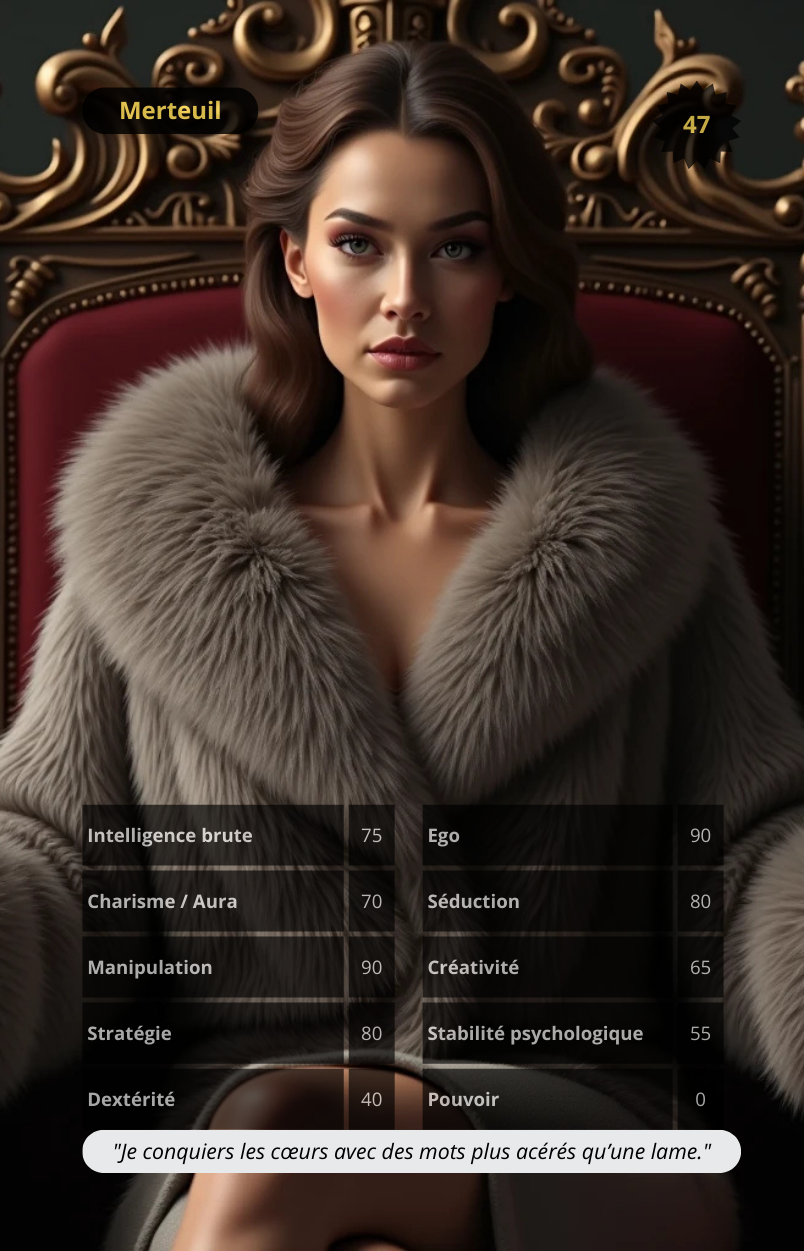 Merteuil
47
Intelligence brute 75
Ego 90
Charisme / Aura 70
Séduction 80
Manipulation 90
Créativité 65
Stratégie 80
Stabilité psychologique 55
Dextérité 40
Pouvoir 0
"Je conquiers les cœurs avec des mots plus acérés qu’une lame."